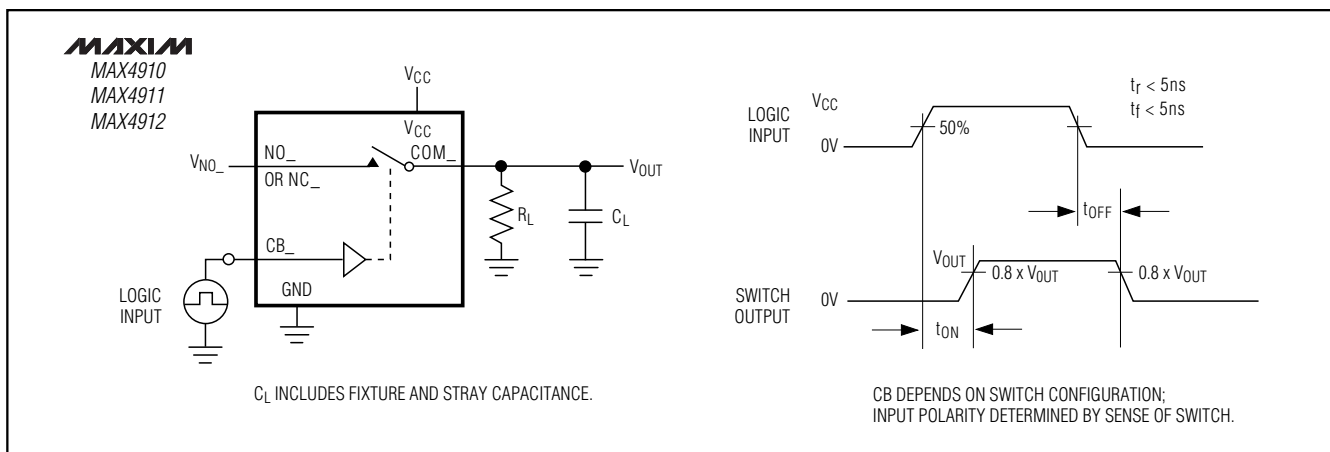 MAXIM
MAX4910
MAX4911
MAX4912
VCC
VCC
VNO_
NO_
COM_
VOUT
OR NC_
RL
CL
CB_
GND
LOGIC
INPUT
CL INCLUDES FIXTURE AND STRAY CAPACITANCE.
tr < 5ns
tf < 5ns
LOGIC
INPUT
VCC
50%
0V
tOFF
VOUT
0.8 x VOUT
0.8 x VOUT
SWITCH
OUTPUT
0V
tON
CB DEPENDS ON SWITCH CONFIGURATION;
INPUT POLARITY DETERMINED BY SENSE OF SWITCH.